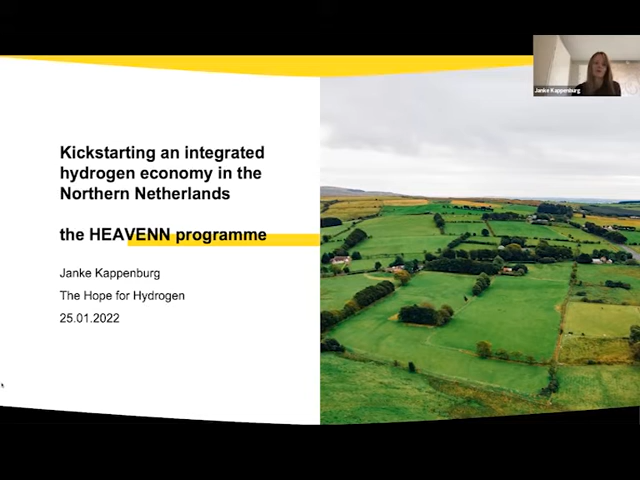 Janke Kappenburg
Kickstarting an integrated
hydrogen economy in the
Northern Netherlands
the HEAVENN programme
Janke Kappenburg
The Hope for Hydrogen
25.01.2022